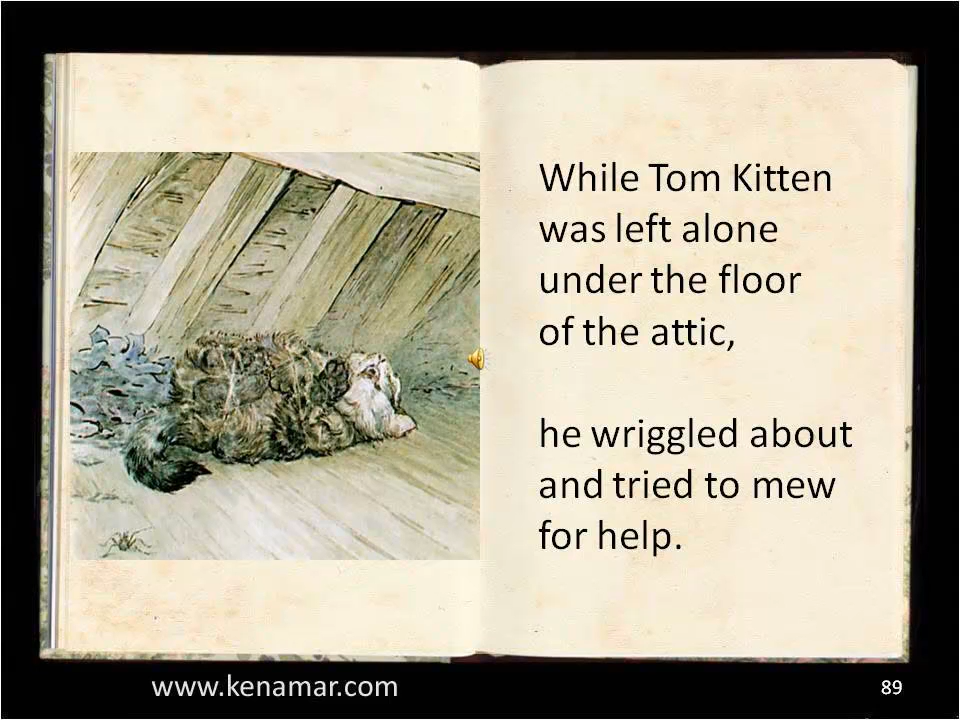 While Tom Kitten
was left alone
under the floor
of the attic,
he wriggled about
and tried to mew
for help.
www.kenamar.com
89